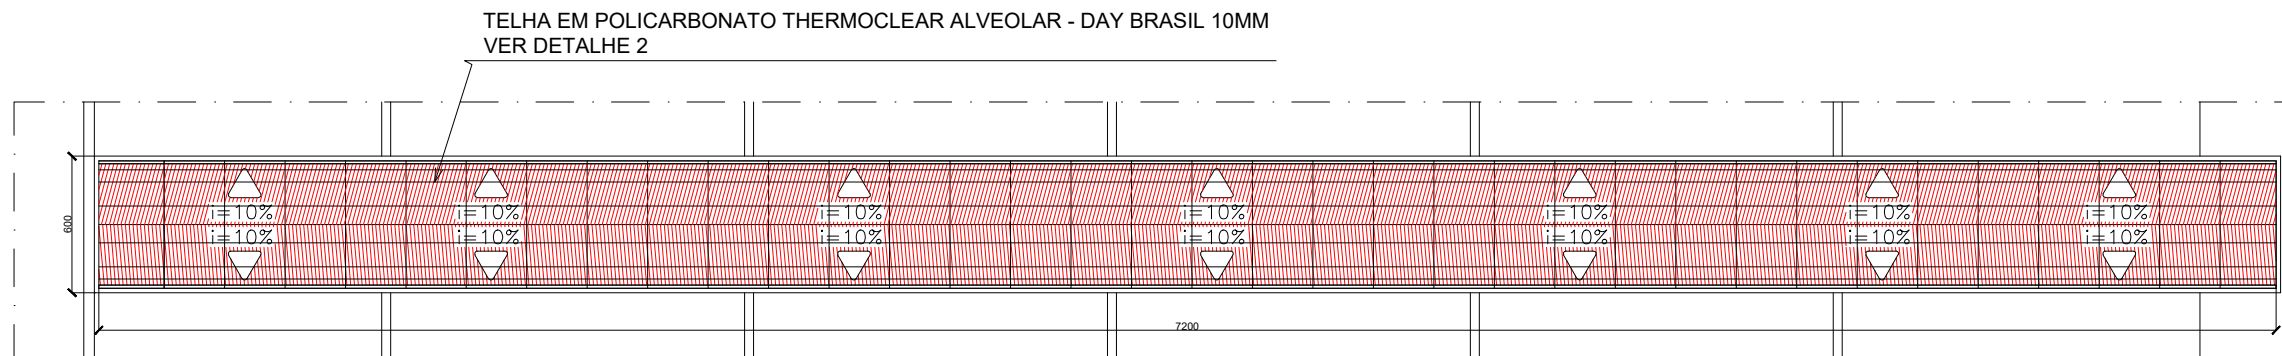 TELHA EM POLICARBONATO THERMOCLEAR ALVEOLAR - DAY BRASIL 10MM
VER DETALHE 2
600
i=10% i=10% i=10% i=10% i=10% i=10% i=10%
i=10% i=10% i=10% i=10% i=10% i=10% i=10%
7200